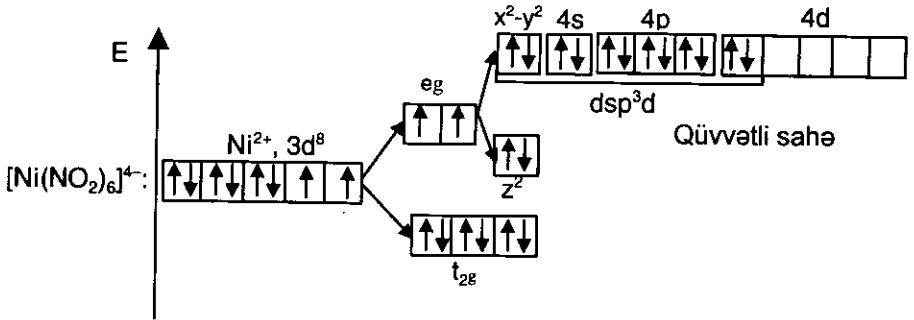 x²-y² 4s 4p 4d
E
eg
dsp³d
Qüvvətli sahə
Ni²⁺, 3d⁸
[Ni(NO₂)₆]⁴⁻:
z²
t₂g